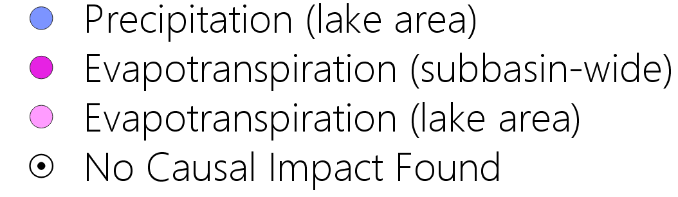 Precipitation (lake area)
Evapotranspiration (subbasin-wide)
Evapotranspiration (lake area)
No Causal Impact Found